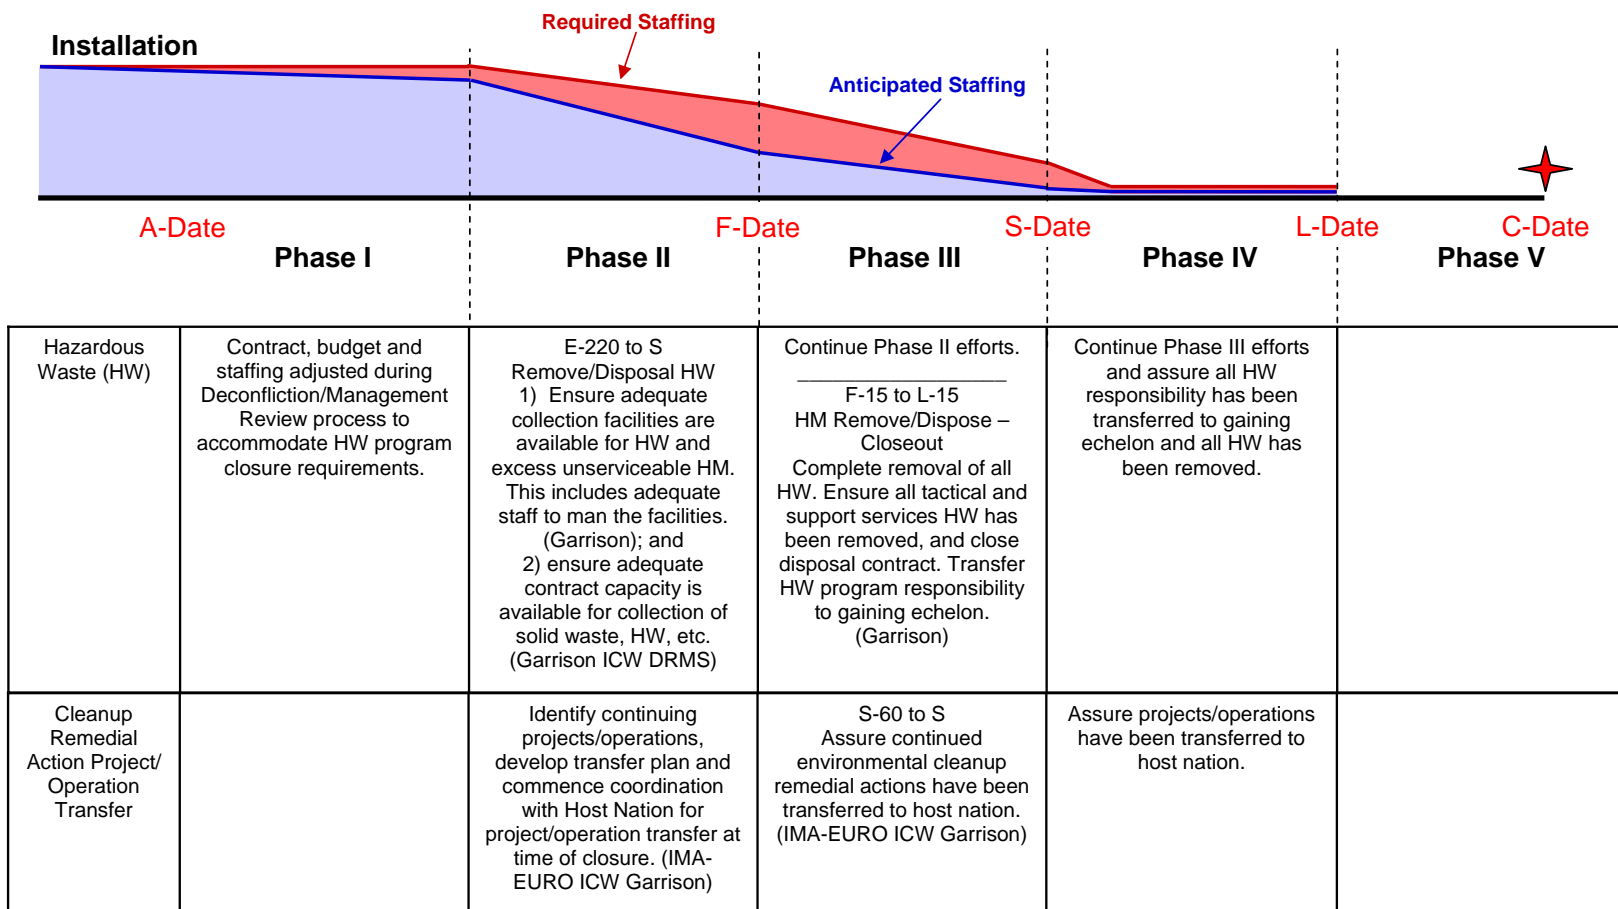 Required Staffing
Installation
Anticipated Staffing
A-Date
F-Date
S-Date
L-Date
C-Date
Phase I
Phase II
Phase III
Phase IV
Phase V
Hazardous
Waste (HW)
Contract, budget and
staffing adjusted during
Deconfliction/Management
Review process to
accommodate HW program
closure requirements.
E-220 to S
Remove/Disposal HW
1) Ensure adequate
collection facilities are
available for HW and
excess unserviceable HM.
This includes adequate
staff to man the facilities.
(Garrison); and
2) ensure adequate
contract capacity is
available for collection of
solid waste, HW, etc.
(Garrison ICW DRMS)
Continue Phase II efforts.
___________________
F-15 to L-15
HM Remove/Dispose –
Closeout
Complete removal of all
HW. Ensure all tactical and
support services HW has
been removed, and close
disposal contract. Transfer
HW program responsibility
to gaining echelon.
(Garrison)
Continue Phase III efforts
and assure all HW
responsibility has been
transferred to gaining
echelon and all HW has
been removed.
Cleanup
Remedial
Action Project/
Operation
Transfer
Identify continuing
projects/operations,
develop transfer plan and
commence coordination
with Host Nation for
project/operation transfer at
time of closure. (IMA-
EURO ICW Garrison)
S-60 to S
Assure continued
environmental cleanup
remedial actions have been
transferred to host nation.
(IMA-EURO ICW Garrison)
Assure projects/operations
have been transferred to
host nation.